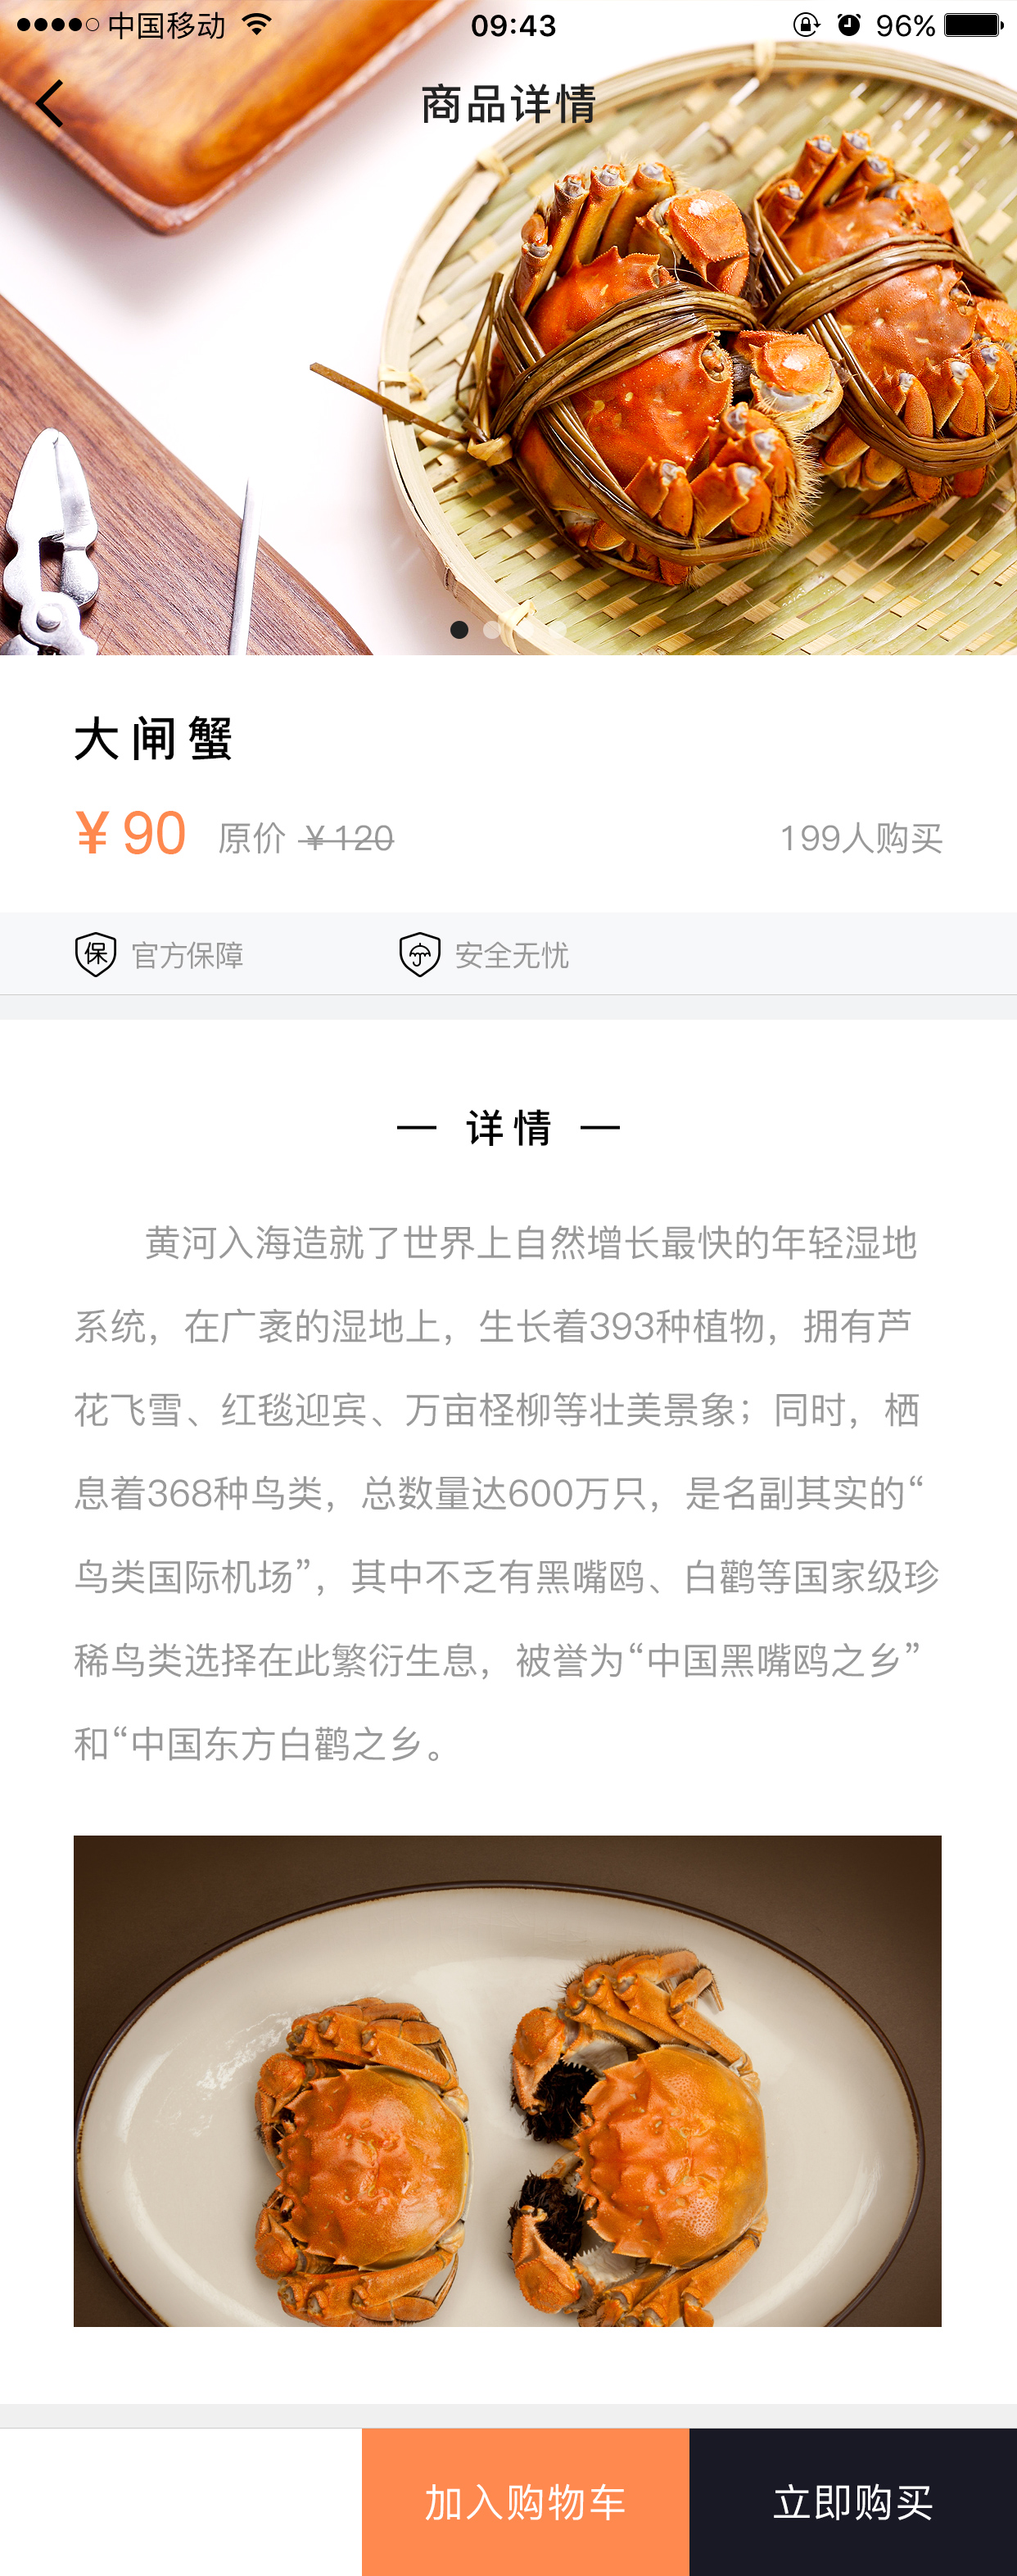 中国移动 09:43 96%
商品详情
大闸蟹
¥90 原价 ¥120 199人购买
保 官方保障 安全无忧
— 详情 —
黄河入海造就了世界上自然增长最快的年轻湿地
系统，在广袤的湿地上，生长着393种植物，拥有芦
花飞雪、红毯迎宾、万亩柽柳等壮美景象；同时，栖
息着368种鸟类，总数量达600万只，是名副其实的“
鸟类国际机场”，其中不乏有黑嘴鸥、白鹳等国家级珍
稀鸟类选择在此繁衍生息，被誉为“中国黑嘴鸥之乡”
和“中国东方白鹳之乡。
加入购物车 立即购买